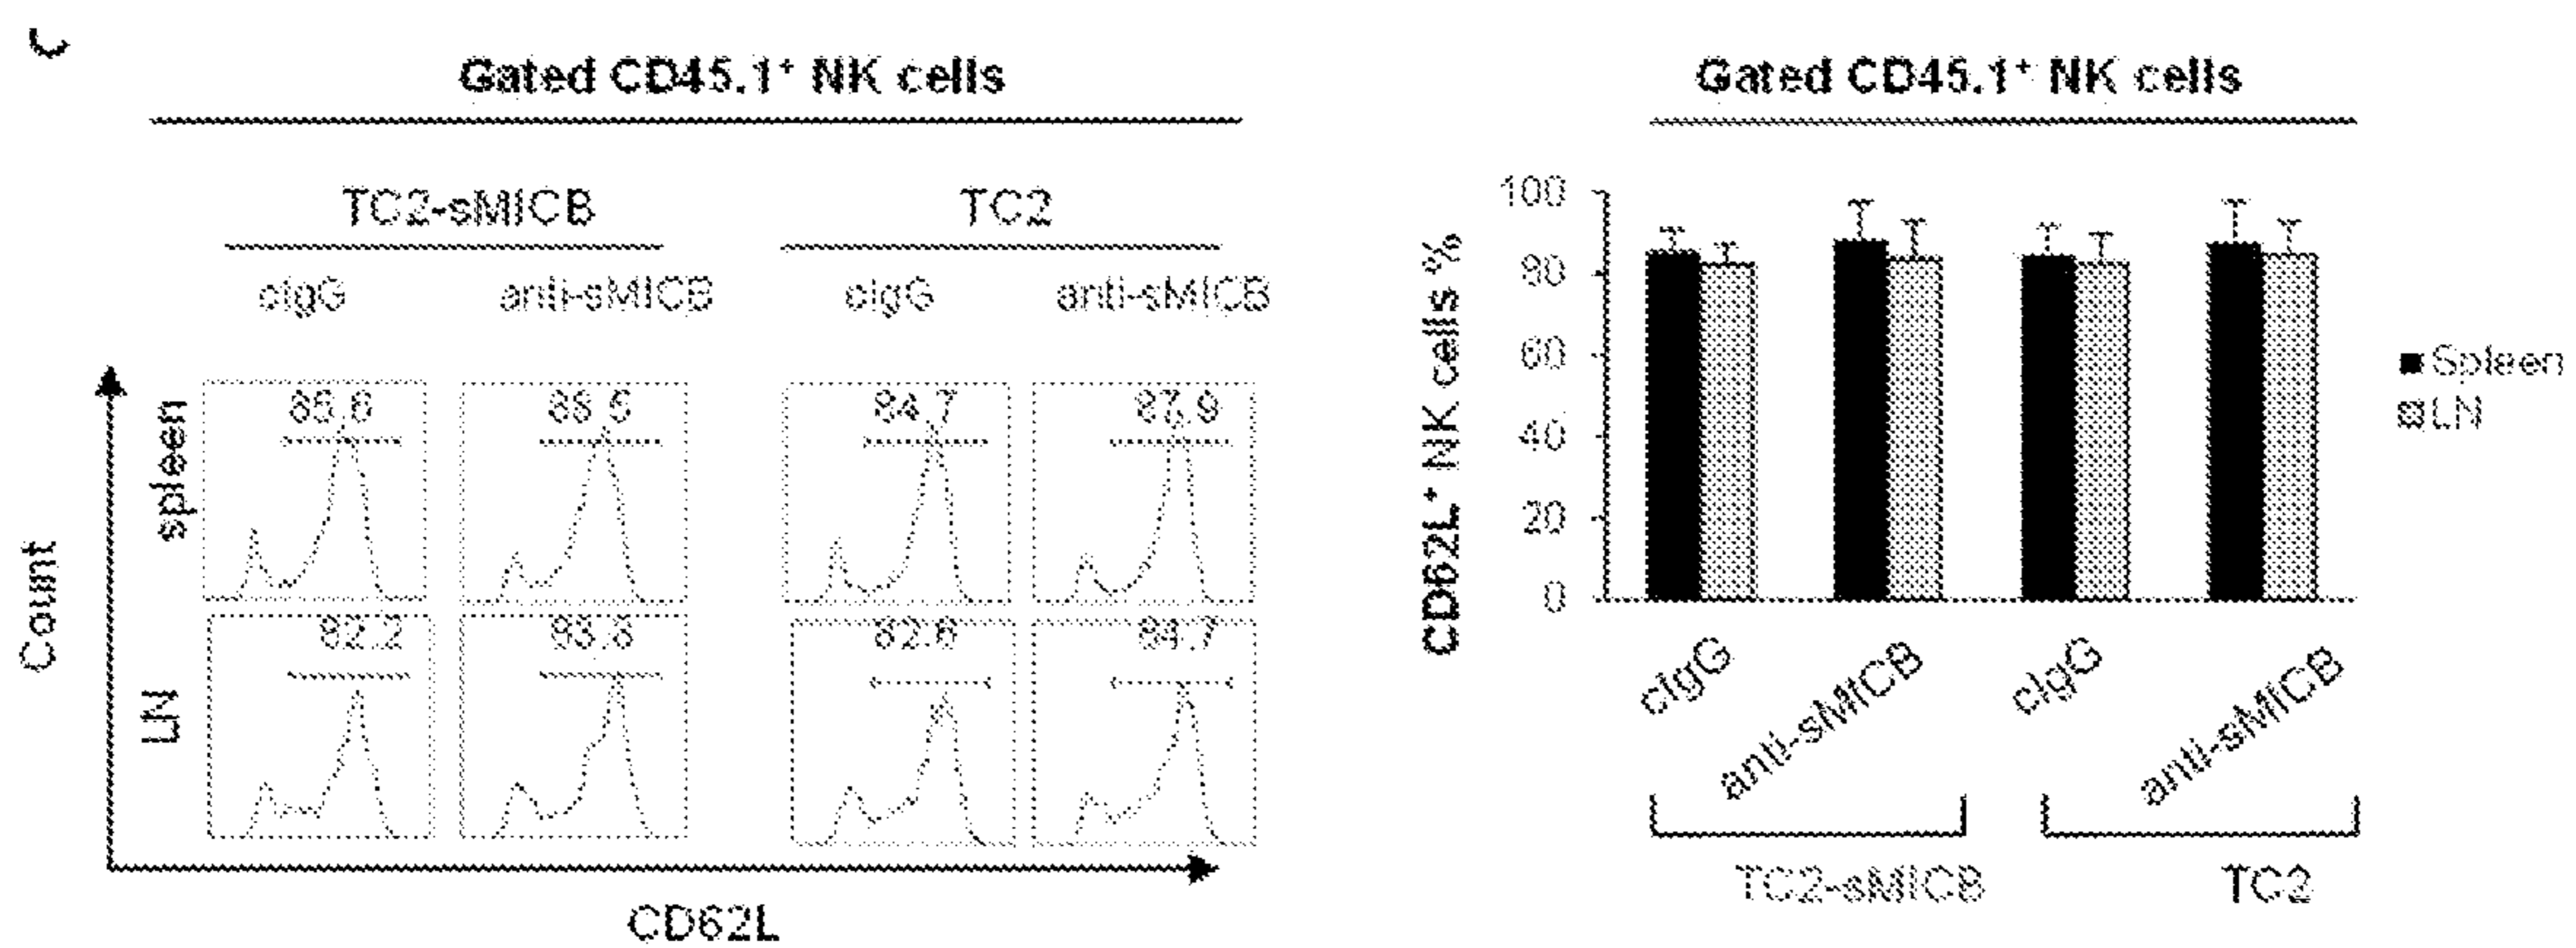 Gated CD45.1⁺ NK cells
TC2-sMICB TC2
cIgG anti-sMICB cIgG anti-sMICB
spleen
85.6 88.5 84.7 87.9
LN
82.2 83.8 82.6 84.7
Count
CD62L
Gated CD45.1⁺ NK cells
CD62L⁺ NK cells %
100
80
60
40
20
0
Spleen
LN
cIgG anti-sMICB cIgG anti-sMICB
TC2-sMICB TC2